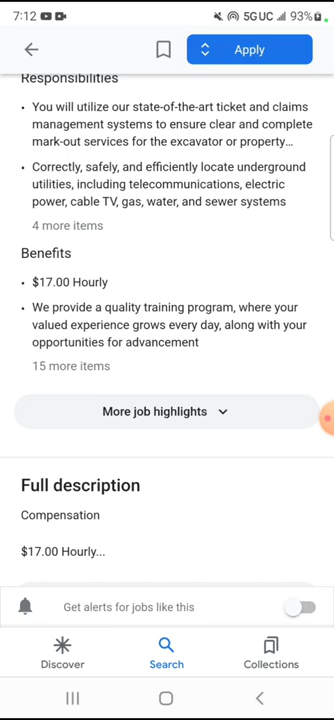 7:12
5GUC 93%
Apply
Responsibilities
You will utilize our state-of-the-art ticket and claims
management systems to ensure clear and complete
mark-out services for the excavator or property...
Correctly, safely, and efficiently locate underground
utilities, including telecommunications, electric
power, cable TV, gas, water, and sewer systems
4 more items
Benefits
$17.00 Hourly
We provide a quality training program, where your
valued experience grows every day, along with your
opportunities for advancement
15 more items
More job highlights
Full description
Compensation
$17.00 Hourly...
Get alerts for jobs like this
Discover
Search
Collections